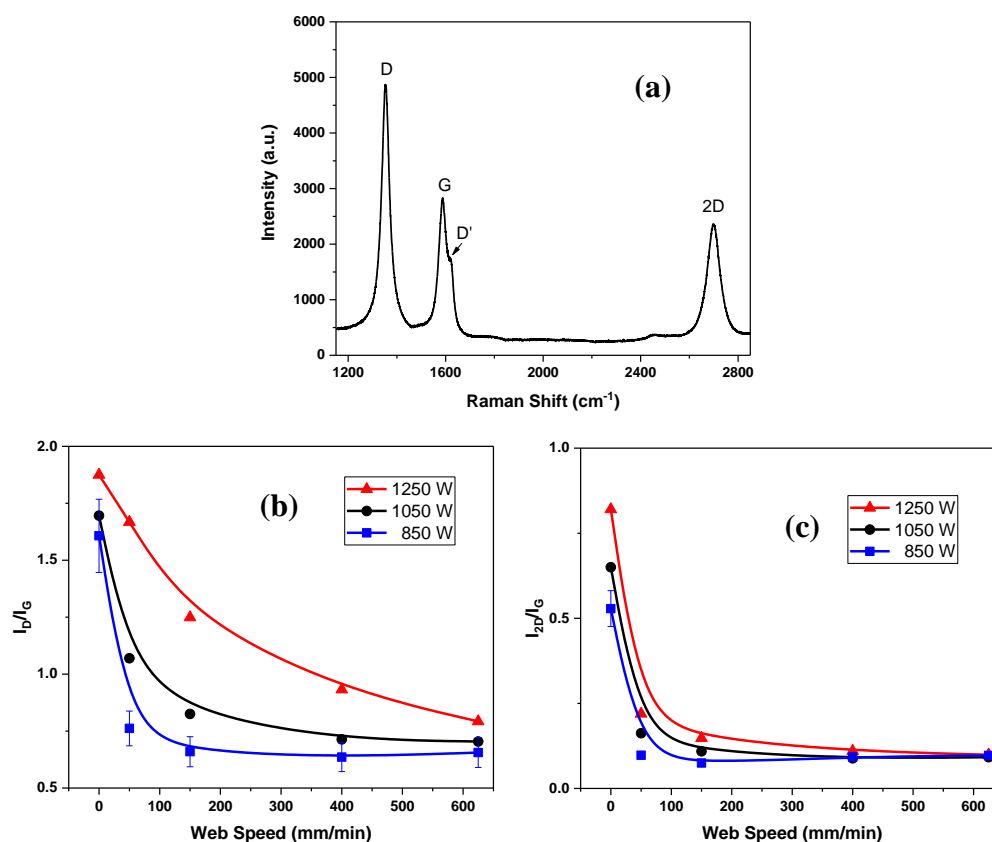 6000
5000
4000
3000
2000
1000
0
Intensity (a.u.)
D
G
D'
2D
(a)
1200 1600 2000 2400 2800
Raman Shift (cm⁻¹)
2.0
1.5
1.0
0.5
I_D/I_G
(b)
1250 W
1050 W
850 W
0 100 200 300 400 500 600
Web Speed (mm/min)
1.0
0.5
0.0
I_2D/I_G
(c)
1250 W
1050 W
850 W
0 100 200 300 400 500 600
Web Speed (mm/min)